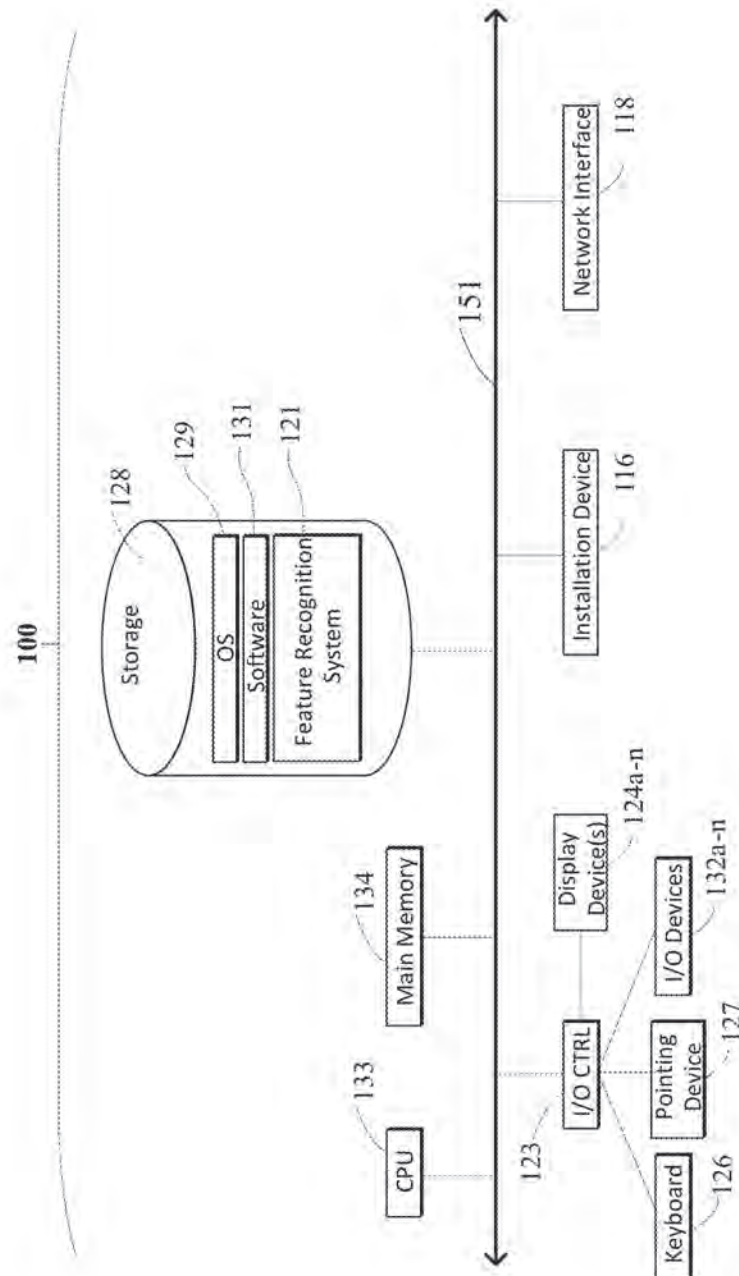 100
Storage
128
OS
129
Software
131
Feature Recognition
System
121
CPU
133
Main Memory
134
151
I/O CTRL
123
Display
Device(s)
124a-n
Keyboard
126
Pointing
Device
127
I/O Devices
132a-n
Installation Device
116
Network Interface
118